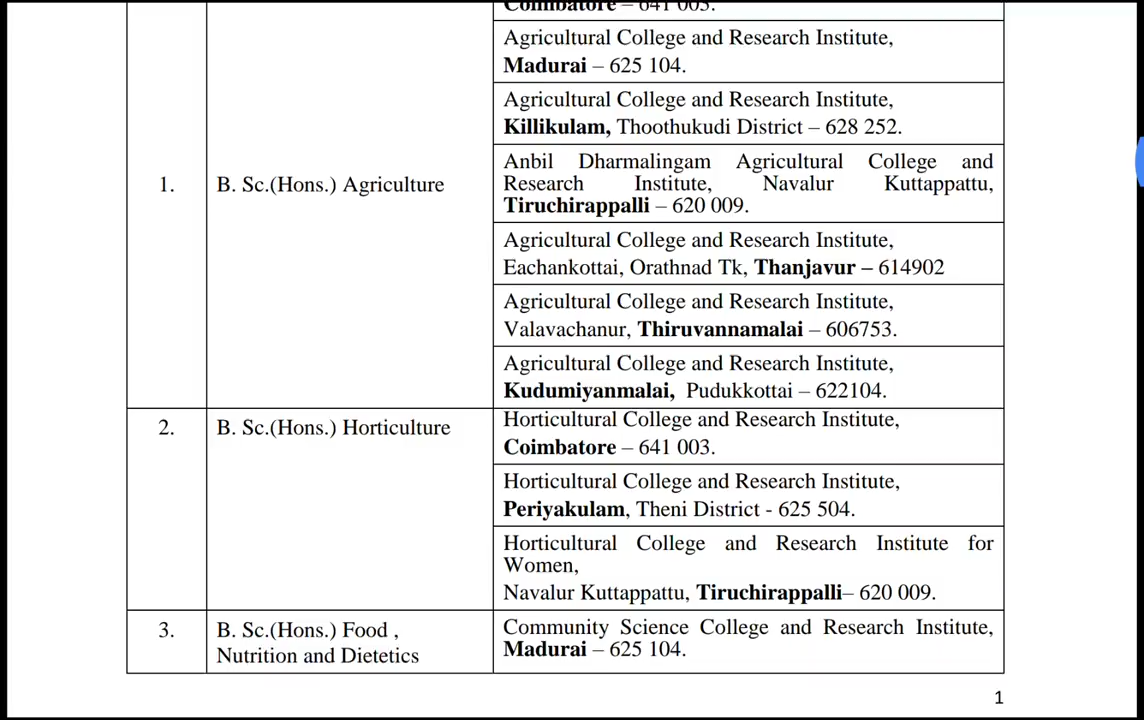 Coimbatore – 641 003.
Agricultural College and Research Institute,
Madurai – 625 104.
Agricultural College and Research Institute,
Killikulam, Thoothukudi District – 628 252.
1.
B. Sc.(Hons.) Agriculture
Anbil Dharmalingam Agricultural College and
Research Institute, Navalur Kuttappattu,
Tiruchirappalli – 620 009.
Agricultural College and Research Institute,
Eachankottai, Orathnad Tk, Thanjavur – 614902
Agricultural College and Research Institute,
Valavachanur, Thiruvannamalai – 606753.
Agricultural College and Research Institute,
Kudumiyanmalai, Pudukkottai – 622104.
2.
B. Sc.(Hons.) Horticulture
Horticultural College and Research Institute,
Coimbatore – 641 003.
Horticultural College and Research Institute,
Periyakulam, Theni District - 625 504.
Horticultural College and Research Institute for
Women,
Navalur Kuttappattu, Tiruchirappalli– 620 009.
3.
B. Sc.(Hons.) Food ,
Nutrition and Dietetics
Community Science College and Research Institute,
Madurai – 625 104.
1